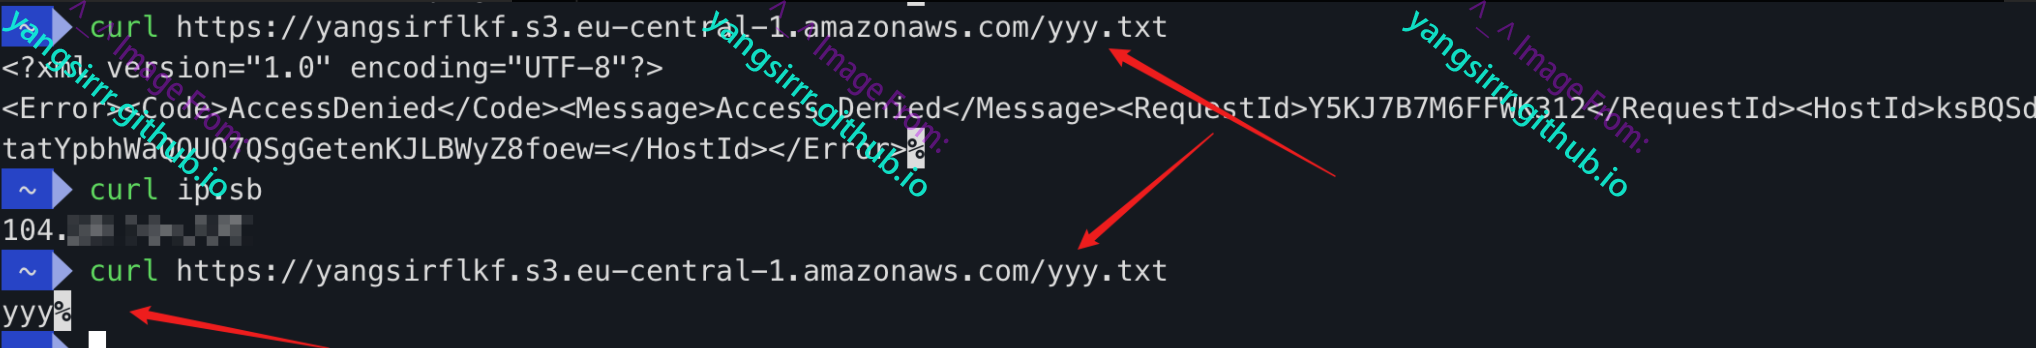 ~ curl https://yangsirflkf.s3.eu-central-1.amazonaws.com/yyy.txt
<?xml version="1.0" encoding="UTF-8"?>
<Error><Code>AccessDenied</Code><Message>Access Denied</Message><RequestId>Y5KJ7B7M6FFWK312</RequestId><HostId>ksBQSd
</HostId></Error>%
~ curl ip.sb
104.
~ curl https://yangsirflkf.s3.eu-central-1.amazonaws.com/yyy.txt
yyy%
^_^ Image From:
yangsirrr.github.io
^_^ Image From:
yangsirrr.github.io
^_^ Image From:
yangsirrr.github.io